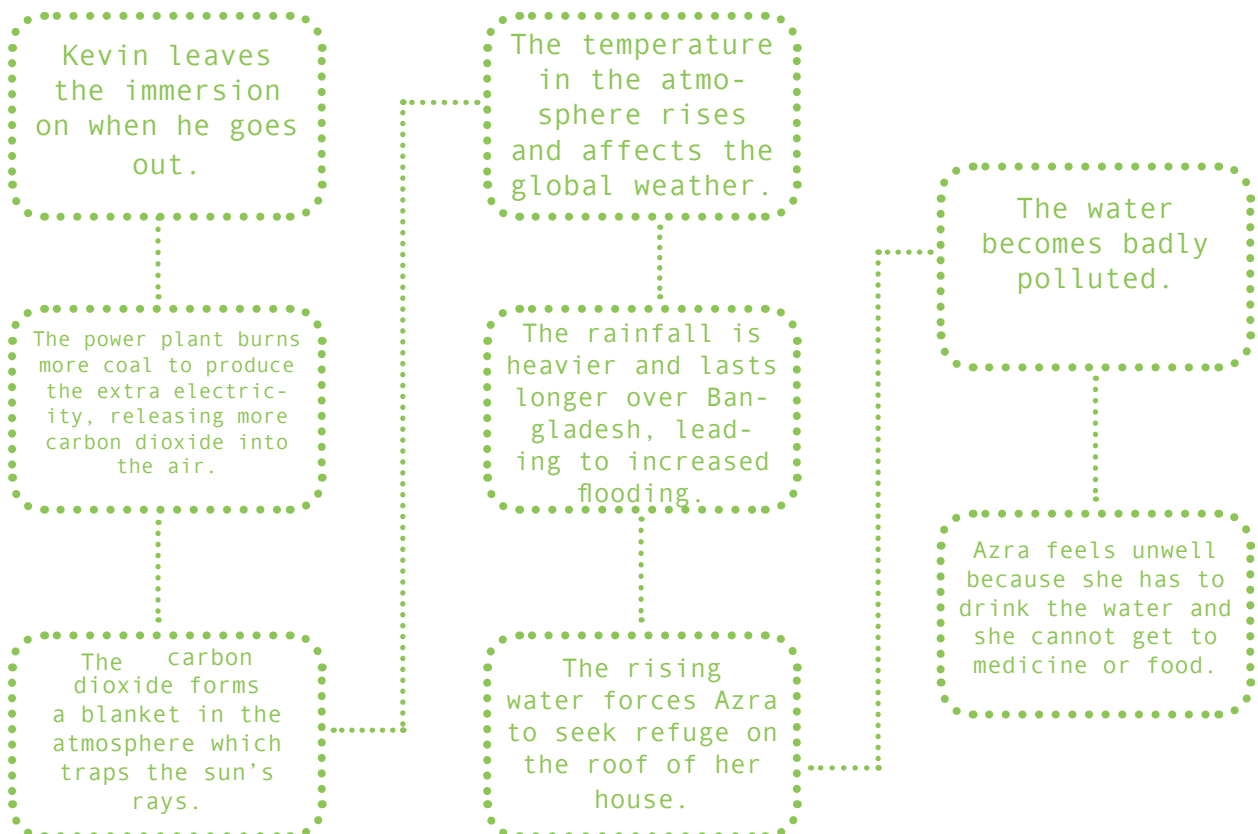 Kevin leaves
the immersion
on when he goes
out.
The power plant burns
more coal to produce
the extra electric-
ity, releasing more
carbon dioxide into
the air.
The carbon
dioxide forms
a blanket in the
atmosphere which
traps the sun’s
rays.
The temperature
in the atmo-
sphere rises
and affects the
global weather.
The rainfall is
heavier and lasts
longer over Ban-
gladesh, lead-
ing to increased
flooding.
The rising
water forces Azra
to seek refuge on
the roof of her
house.
The water
becomes badly
polluted.
Azra feels unwell
because she has to
drink the water and
she cannot get to
medicine or food.